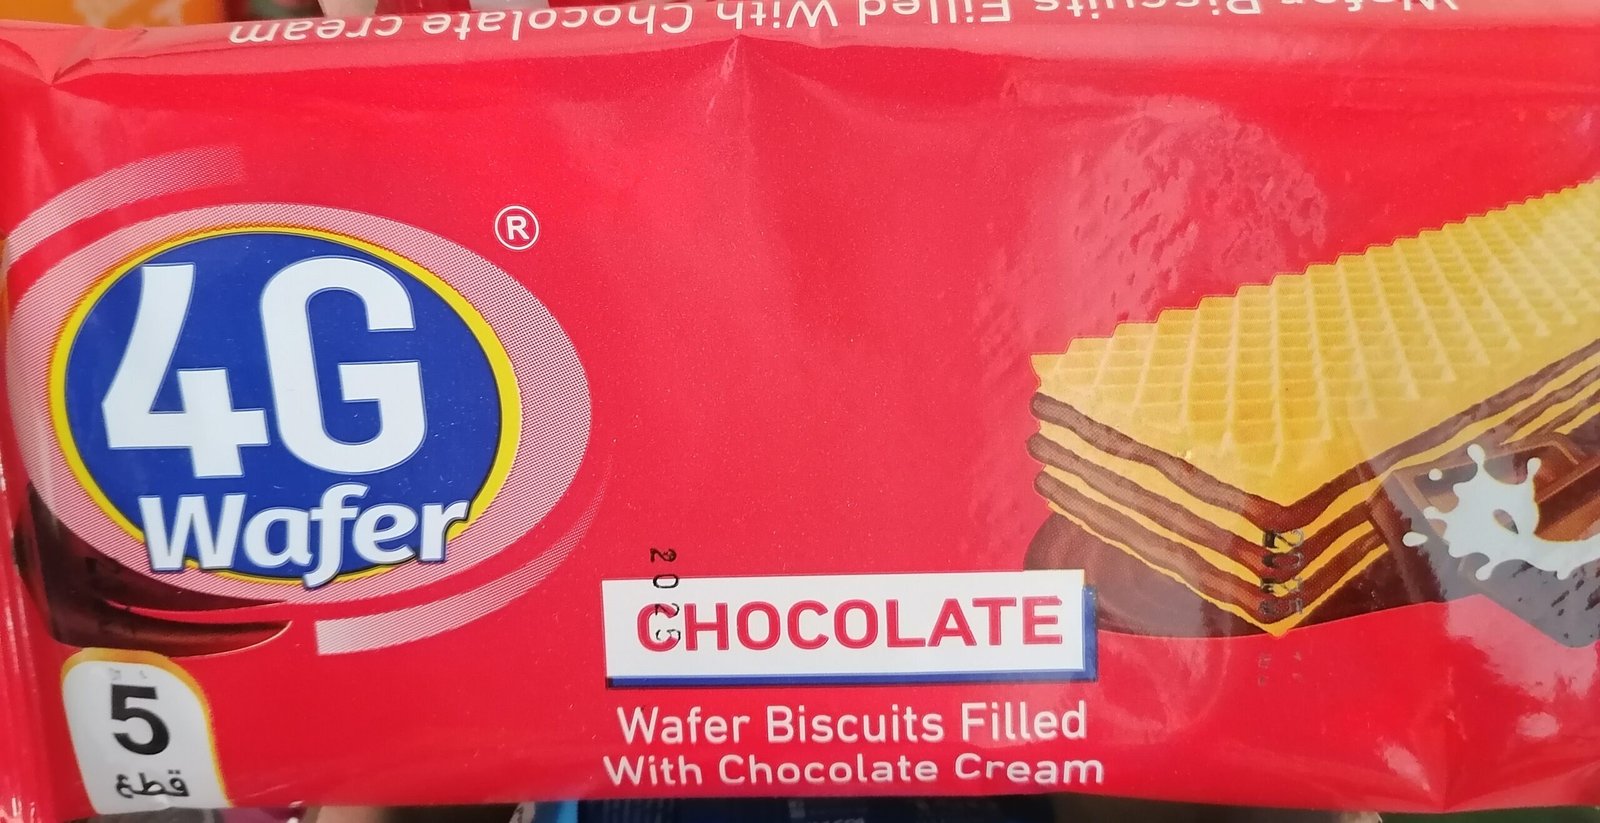 Wafer Biscuits Filled With Chocolate cream
®
4G
Wafer
2025
CHOCOLATE
Wafer Biscuits Filled
With Chocolate Cream
5
قطع